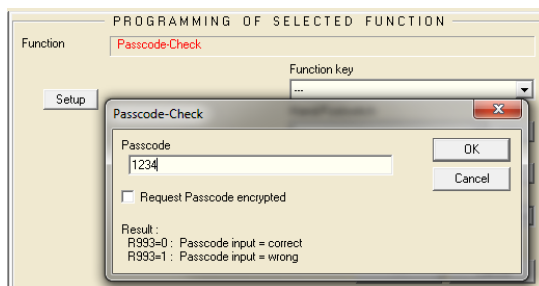 PROGRAMMING OF SELECTED FUNCTION
Function
Passcode-Check
Function key
---
Setup
Passcode-Check
Passcode
1234
OK
Cancel
Request Passcode encrypted
Result :
R993=0 : Passcode input = correct
R993=1 : Passcode input = wrong